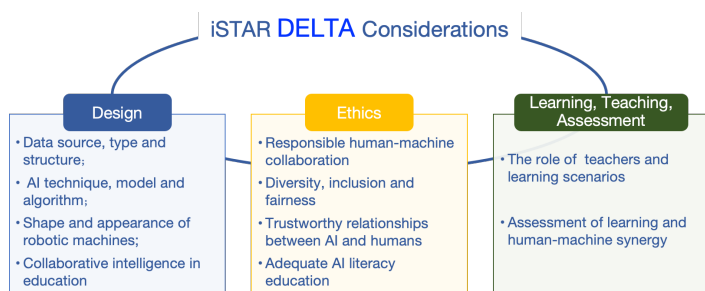 iSTAR DELTA Considerations
Design
• Data source, type and
structure;
• AI technique, model and
algorithm;
• Shape and appearance of
robotic machines;
• Collaborative intelligence in
education
Ethics
• Responsible human-machine
collaboration
• Diversity, inclusion and
fairness
• Trustworthy relationships
between AI and humans
• Adequate AI literacy
education
Learning, Teaching,
Assessment
• The role of teachers and
learning scenarios
• Assessment of learning and
human-machine synergy